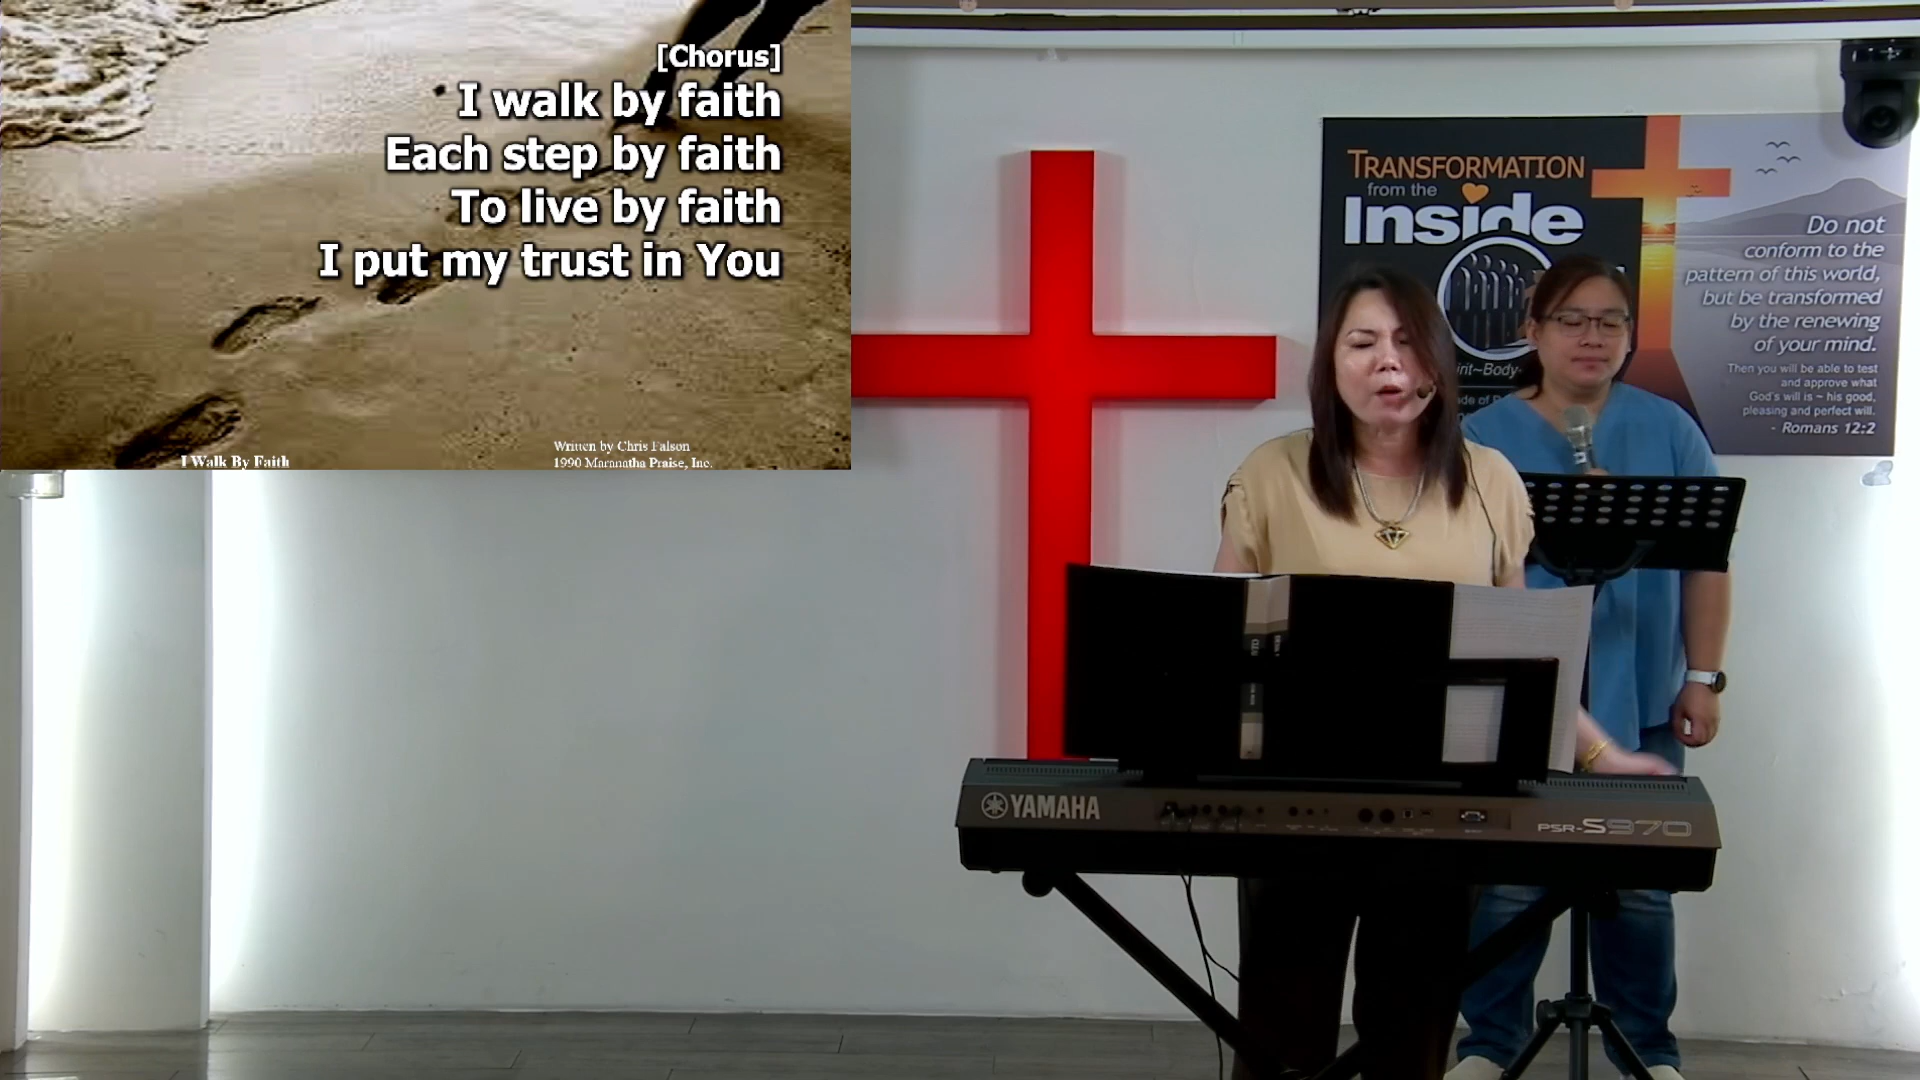 [Chorus]
I walk by faith
Each step by faith
To live by faith
I put my trust in You
Written by Chris Falson
1990 Maranatha Praise, Inc.
I Walk By Faith
TRANSFORMATION
from the
Inside
Do not
conform to the
pattern of this world,
but be transformed
by the renewing
of your mind.
Then you will be able to test
and approve what
God's will is ~ his good,
pleasing and perfect will.
- Romans 12:2
YAMAHA
PSR-S970